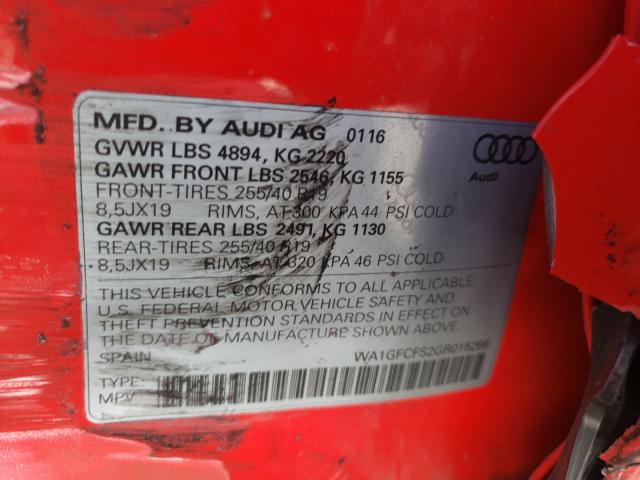 MFD. BY AUDI AG 0116
GVWR LBS 4894, KG 2220
GAWR FRONT LBS 2546, KG 1155
FRONT-TIRES 255/40 R19
8,5JX19 RIMS, AT 300 KPA 44 PSI COLD
GAWR REAR LBS 2491, KG 1130
REAR-TIRES 255/40 R19
8,5JX19 RIMS, AT 320 KPA 46 PSI COLD
Audi
THIS VEHICLE CONFORMS TO ALL APPLICABLE
U.S. FEDERAL MOTOR VEHICLE SAFETY AND
THEFT PREVENTION STANDARDS IN EFFECT ON
THE DATE OF MANUFACTURE SHOWN ABOVE.
SPAIN WA1GFCFS2GR015266
TYPE:
MPV